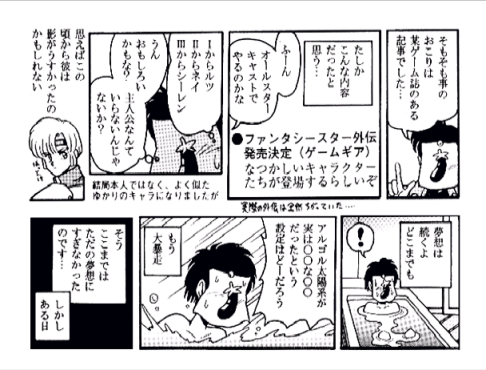 そもそも事の
おこりは
某ゲーム誌のある
記事でした…
たしか
こんな内容
だったと
思う…
●ファンタシースター外伝
発売決定(ゲームギア)
なつかしいキャラクター
たちが登場するらしいぞ
ふーん
オールスター
キャストで
やるのかな
Ⅰからルツ
Ⅱからネイ
Ⅲからシーレン
うん
おもしろい
かもな!
主人公なんて
いらないんじゃ
ないか?
結局本人ではなく、よく似た
ゆかりのキャラになりましたが
思えばこの
頃から彼は
影がうすかったの
かもしれない
実際の外伝は全然ちがっていた……
夢想は
続くよ
どこまでも
!
アルゴル太陽系が
実は〇〇な〇〇
だったという
設定はどーだろう
もう
大暴走
そう
ここまでは
ただの夢想に
すぎなかった
のです…
しかし
ある日